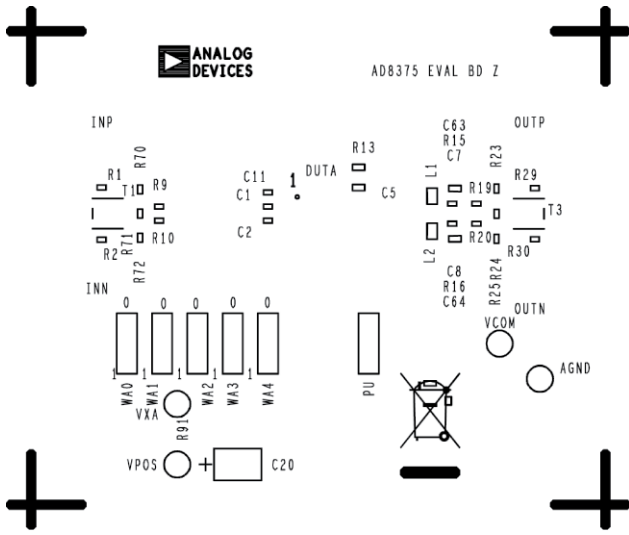 ANALOG
DEVICES
AD8375 EVAL BD Z
INP
C63
OUTP
R15
R70
R13
C7
R23
R1
C11
1
DUTA
L1
R29
T1
R9
C1
C5
R19
T3
R71
R10
C2
R20
R2
L2
R30
R72
C8
R24
INN
R16
R25
C64
OUTN
0 0 0 0 0
VCOM
1 1 1 1 1
AGND
WA0
WA1
WA2
WA3
WA4
PU
VXA
R91
VPOS
+
C20